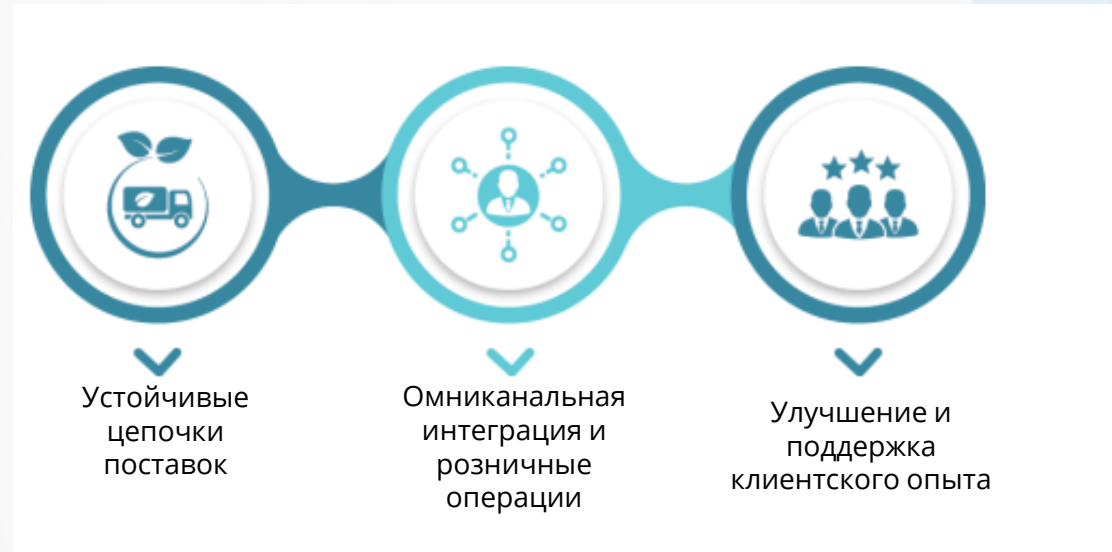 Устойчивые
цепочки
поставок
Омниканальная
интеграция и
розничные
операции
Улучшение и
поддержка
клиентского опыта